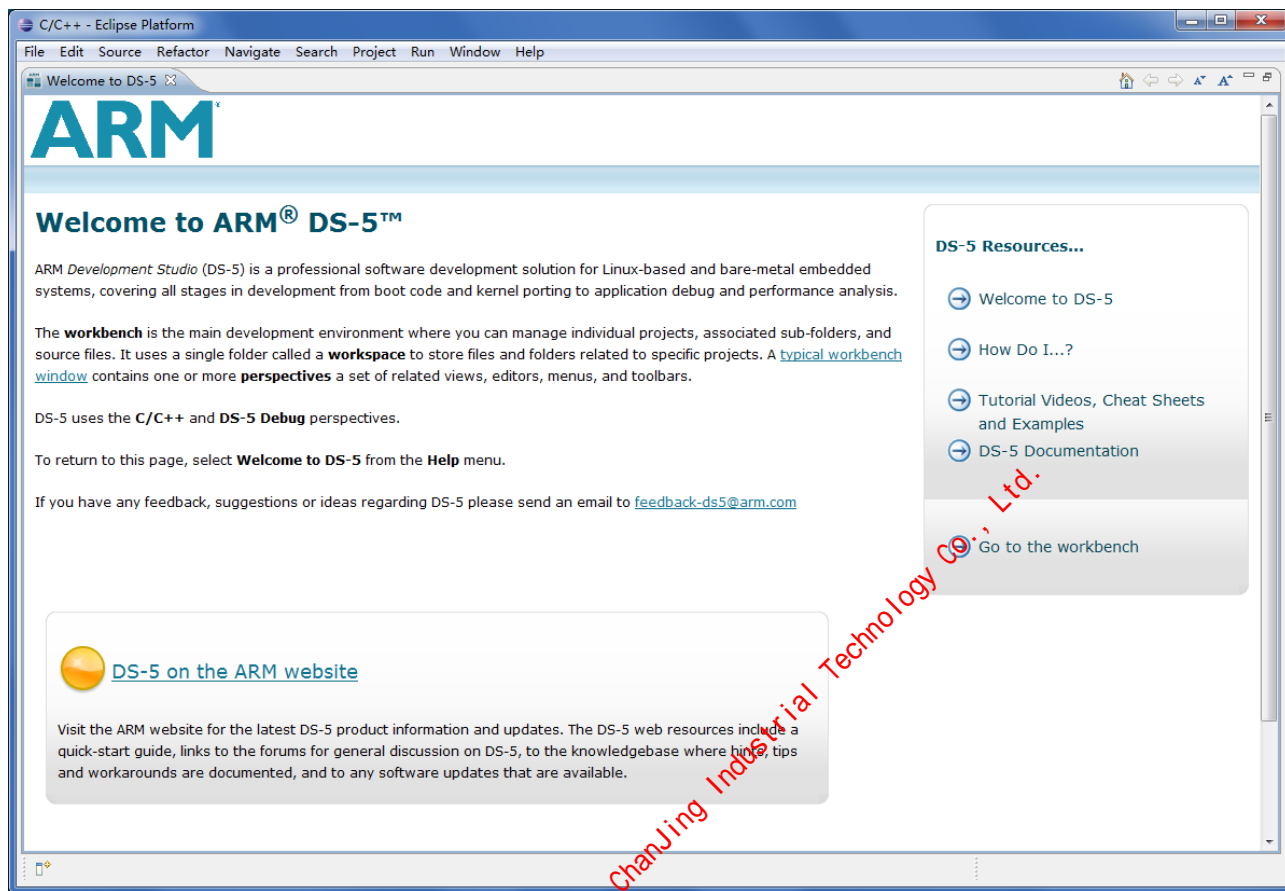 C/C++ - Eclipse Platform
File Edit Source Refactor Navigate Search Project Run Window Help
Welcome to DS-5
ARM
Welcome to ARM® DS-5™
ARM Development Studio (DS-5) is a professional software development solution for Linux-based and bare-metal embedded
systems, covering all stages in development from boot code and kernel porting to application debug and performance analysis.
The workbench is the main development environment where you can manage individual projects, associated sub-folders, and
source files. It uses a single folder called a workspace to store files and folders related to specific projects. A typical workbench
window contains one or more perspectives a set of related views, editors, menus, and toolbars.
DS-5 uses the C/C++ and DS-5 Debug perspectives.
To return to this page, select Welcome to DS-5 from the Help menu.
If you have any feedback, suggestions or ideas regarding DS-5 please send an email to feedback-ds5@arm.com
DS-5 Resources...
Welcome to DS-5
How Do I...?
Tutorial Videos, Cheat Sheets
and Examples
DS-5 Documentation
Go to the workbench
DS-5 on the ARM website
Visit the ARM website for the latest DS-5 product information and updates. The DS-5 web resources include a
quick-start guide, links to the forums for general discussion on DS-5, to the knowledgebase where hints, tips
and workarounds are documented, and to any software updates that are available.
ChanJing Industrial Technology Co., Ltd.